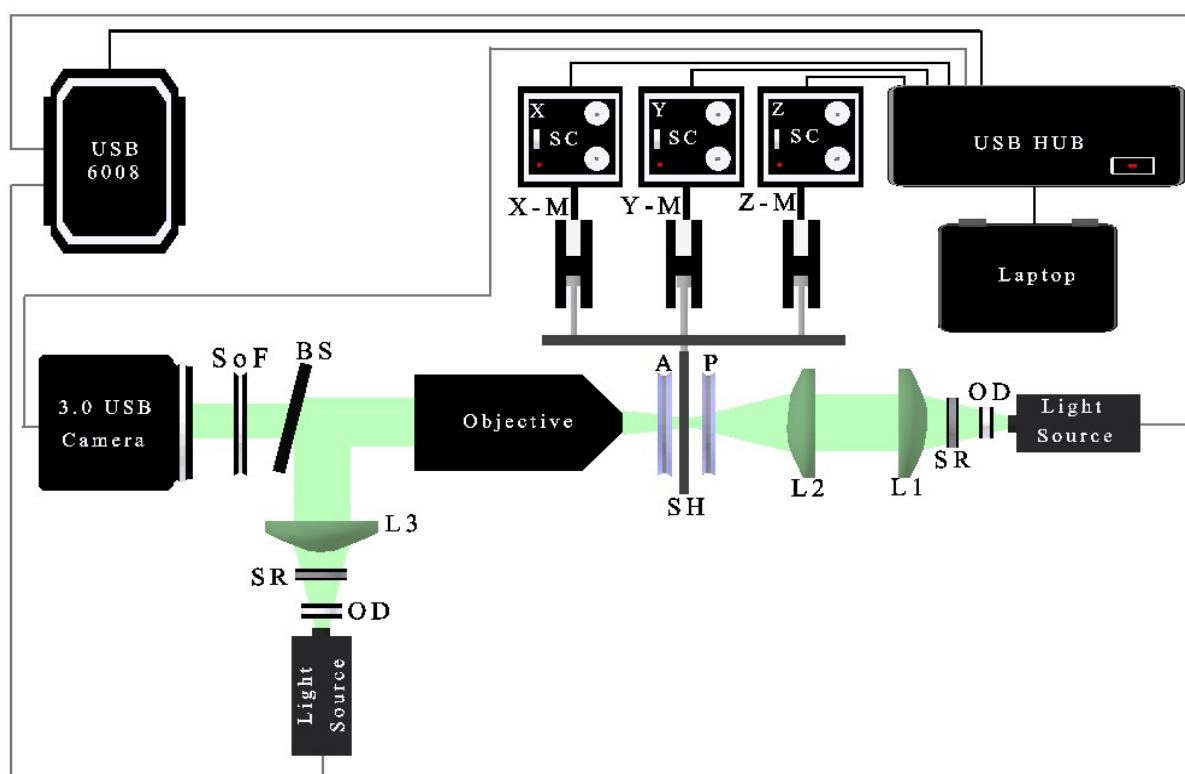 USB
6008
X
SC
Y
SC
Z
SC
USB HUB
X-M
Y-M
Z-M
Laptop
3.0 USB
Camera
SoF
BS
Objective
A
P
SH
L2
L1
SR
OD
Light
Source
L3
SR
OD
Light
Source